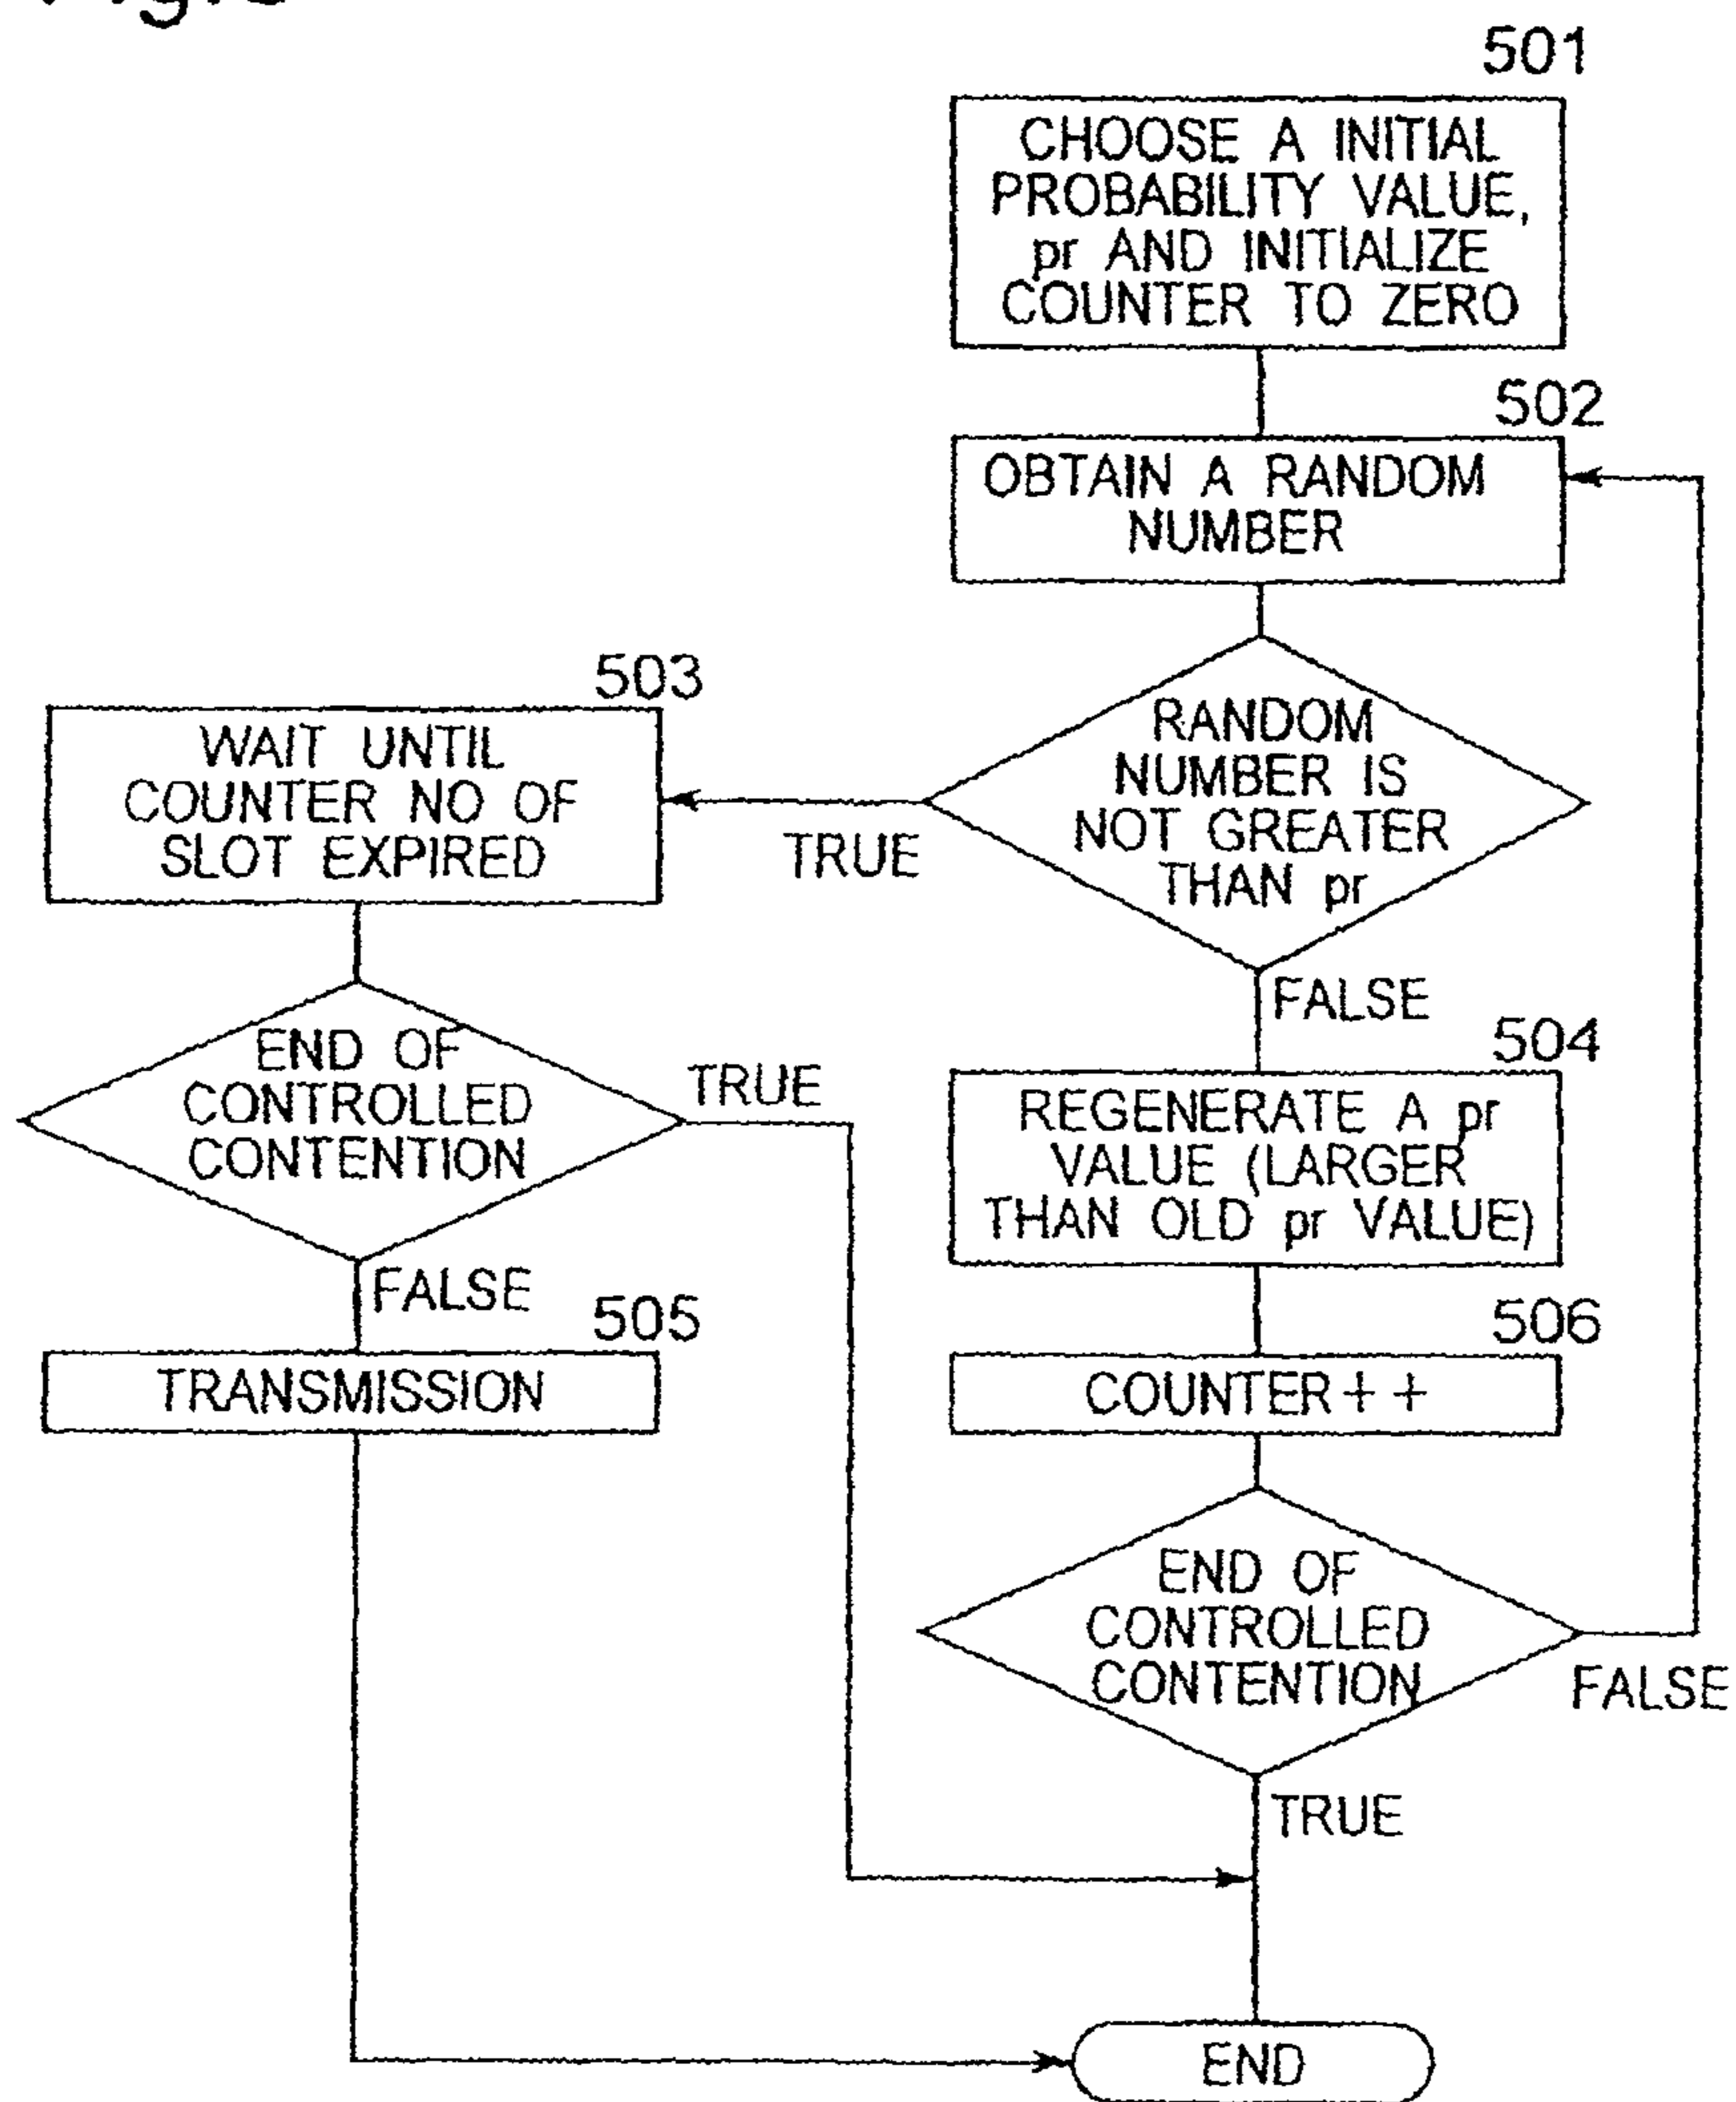 501
CHOOSE A INITIAL
PROBABILITY VALUE,
pr AND INITIALIZE
COUNTER TO ZERO
502
OBTAIN A RANDOM
NUMBER
RANDOM
NUMBER IS
NOT GREATER
THAN pr
TRUE
FALSE
503
WAIT UNTIL
COUNTER NO OF
SLOT EXPIRED
END OF
CONTROLLED
CONTENTION
TRUE
FALSE
505
TRANSMISSION
504
REGENERATE A pr
VALUE (LARGER
THAN OLD pr VALUE)
506
COUNTER++
END OF
CONTROLLED
CONTENTION
FALSE
TRUE
END